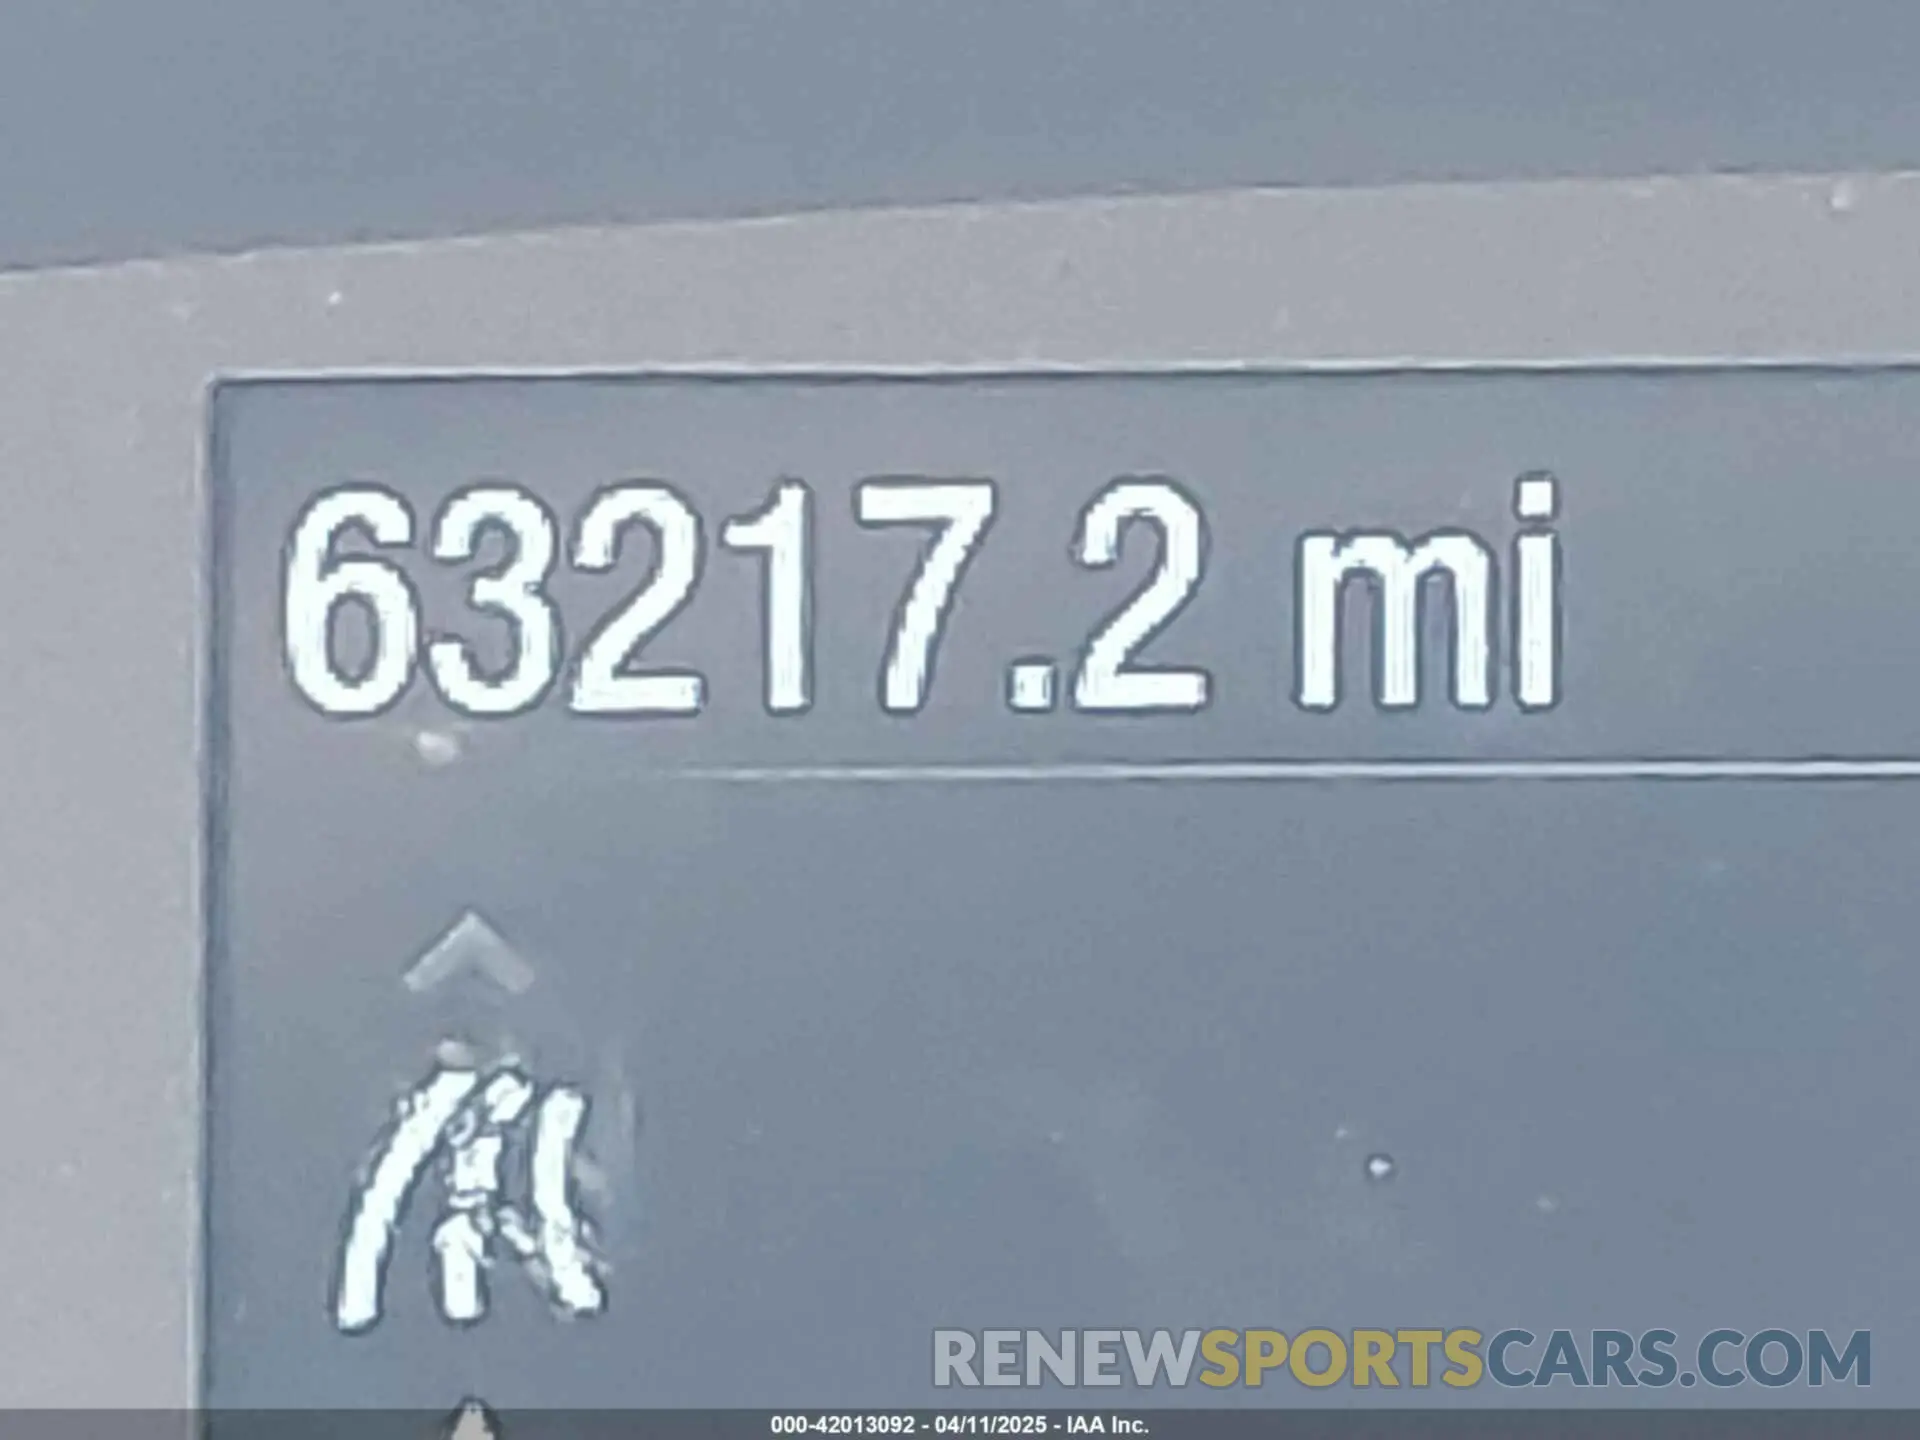 63217.2 mi
RENEWSPORTSCARS.COM
000-42013092 - 04/11/2025 - IAA Inc.